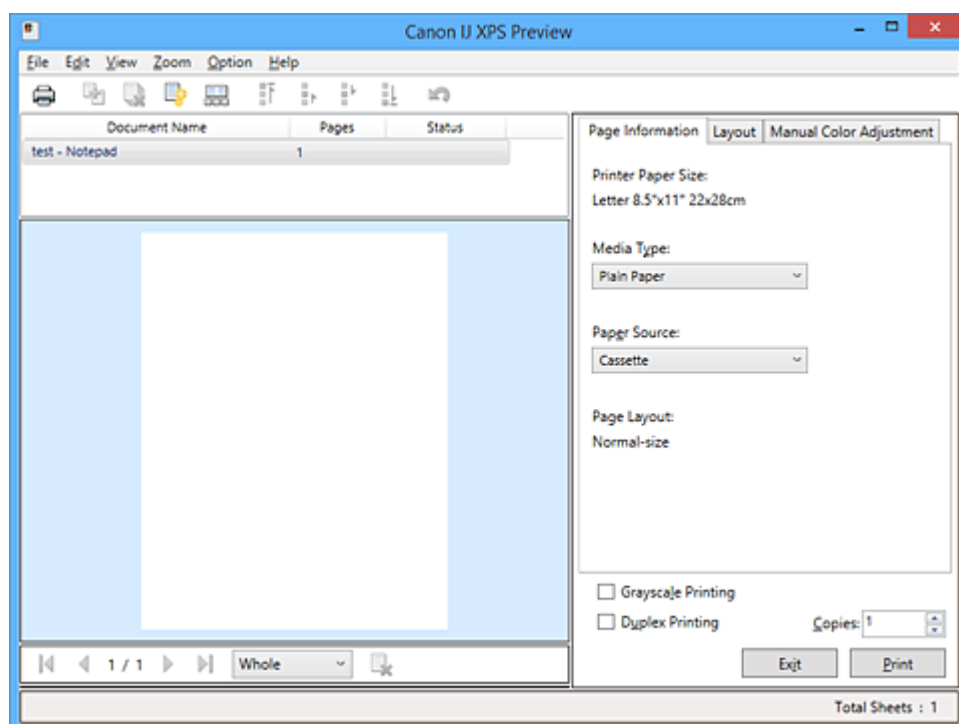 Canon IJ XPS Preview
File Edit View Zoom Option Help
Document Name Pages Status
test - Notepad 1
Page Information Layout Manual Color Adjustment
Printer Paper Size:
Letter 8.5"x11" 22x28cm
Media Type:
Plain Paper
Paper Source:
Cassette
Page Layout:
Normal-size
Grayscale Printing
Duplex Printing Copies: 1
1 / 1 Whole Exit Print
Total Sheets : 1